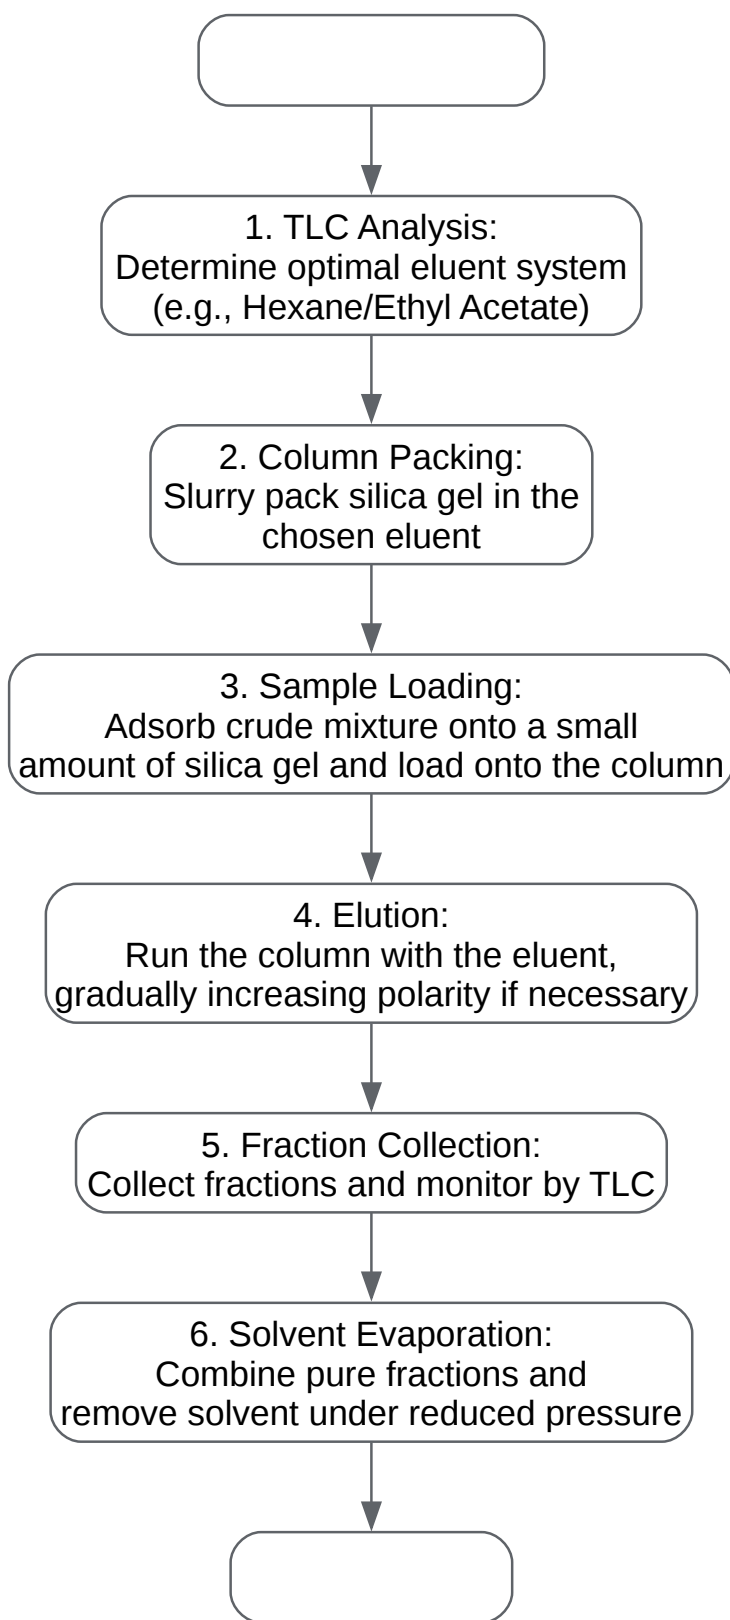 1. TLC Analysis:
Determine optimal eluent system
(e.g., Hexane/Ethyl Acetate)
2. Column Packing:
Slurry pack silica gel in the
chosen eluent
3. Sample Loading:
Adsorb crude mixture onto a small
amount of silica gel and load onto the column
4. Elution:
Run the column with the eluent,
gradually increasing polarity if necessary
5. Fraction Collection:
Collect fractions and monitor by TLC
6. Solvent Evaporation:
Combine pure fractions and
remove solvent under reduced pressure